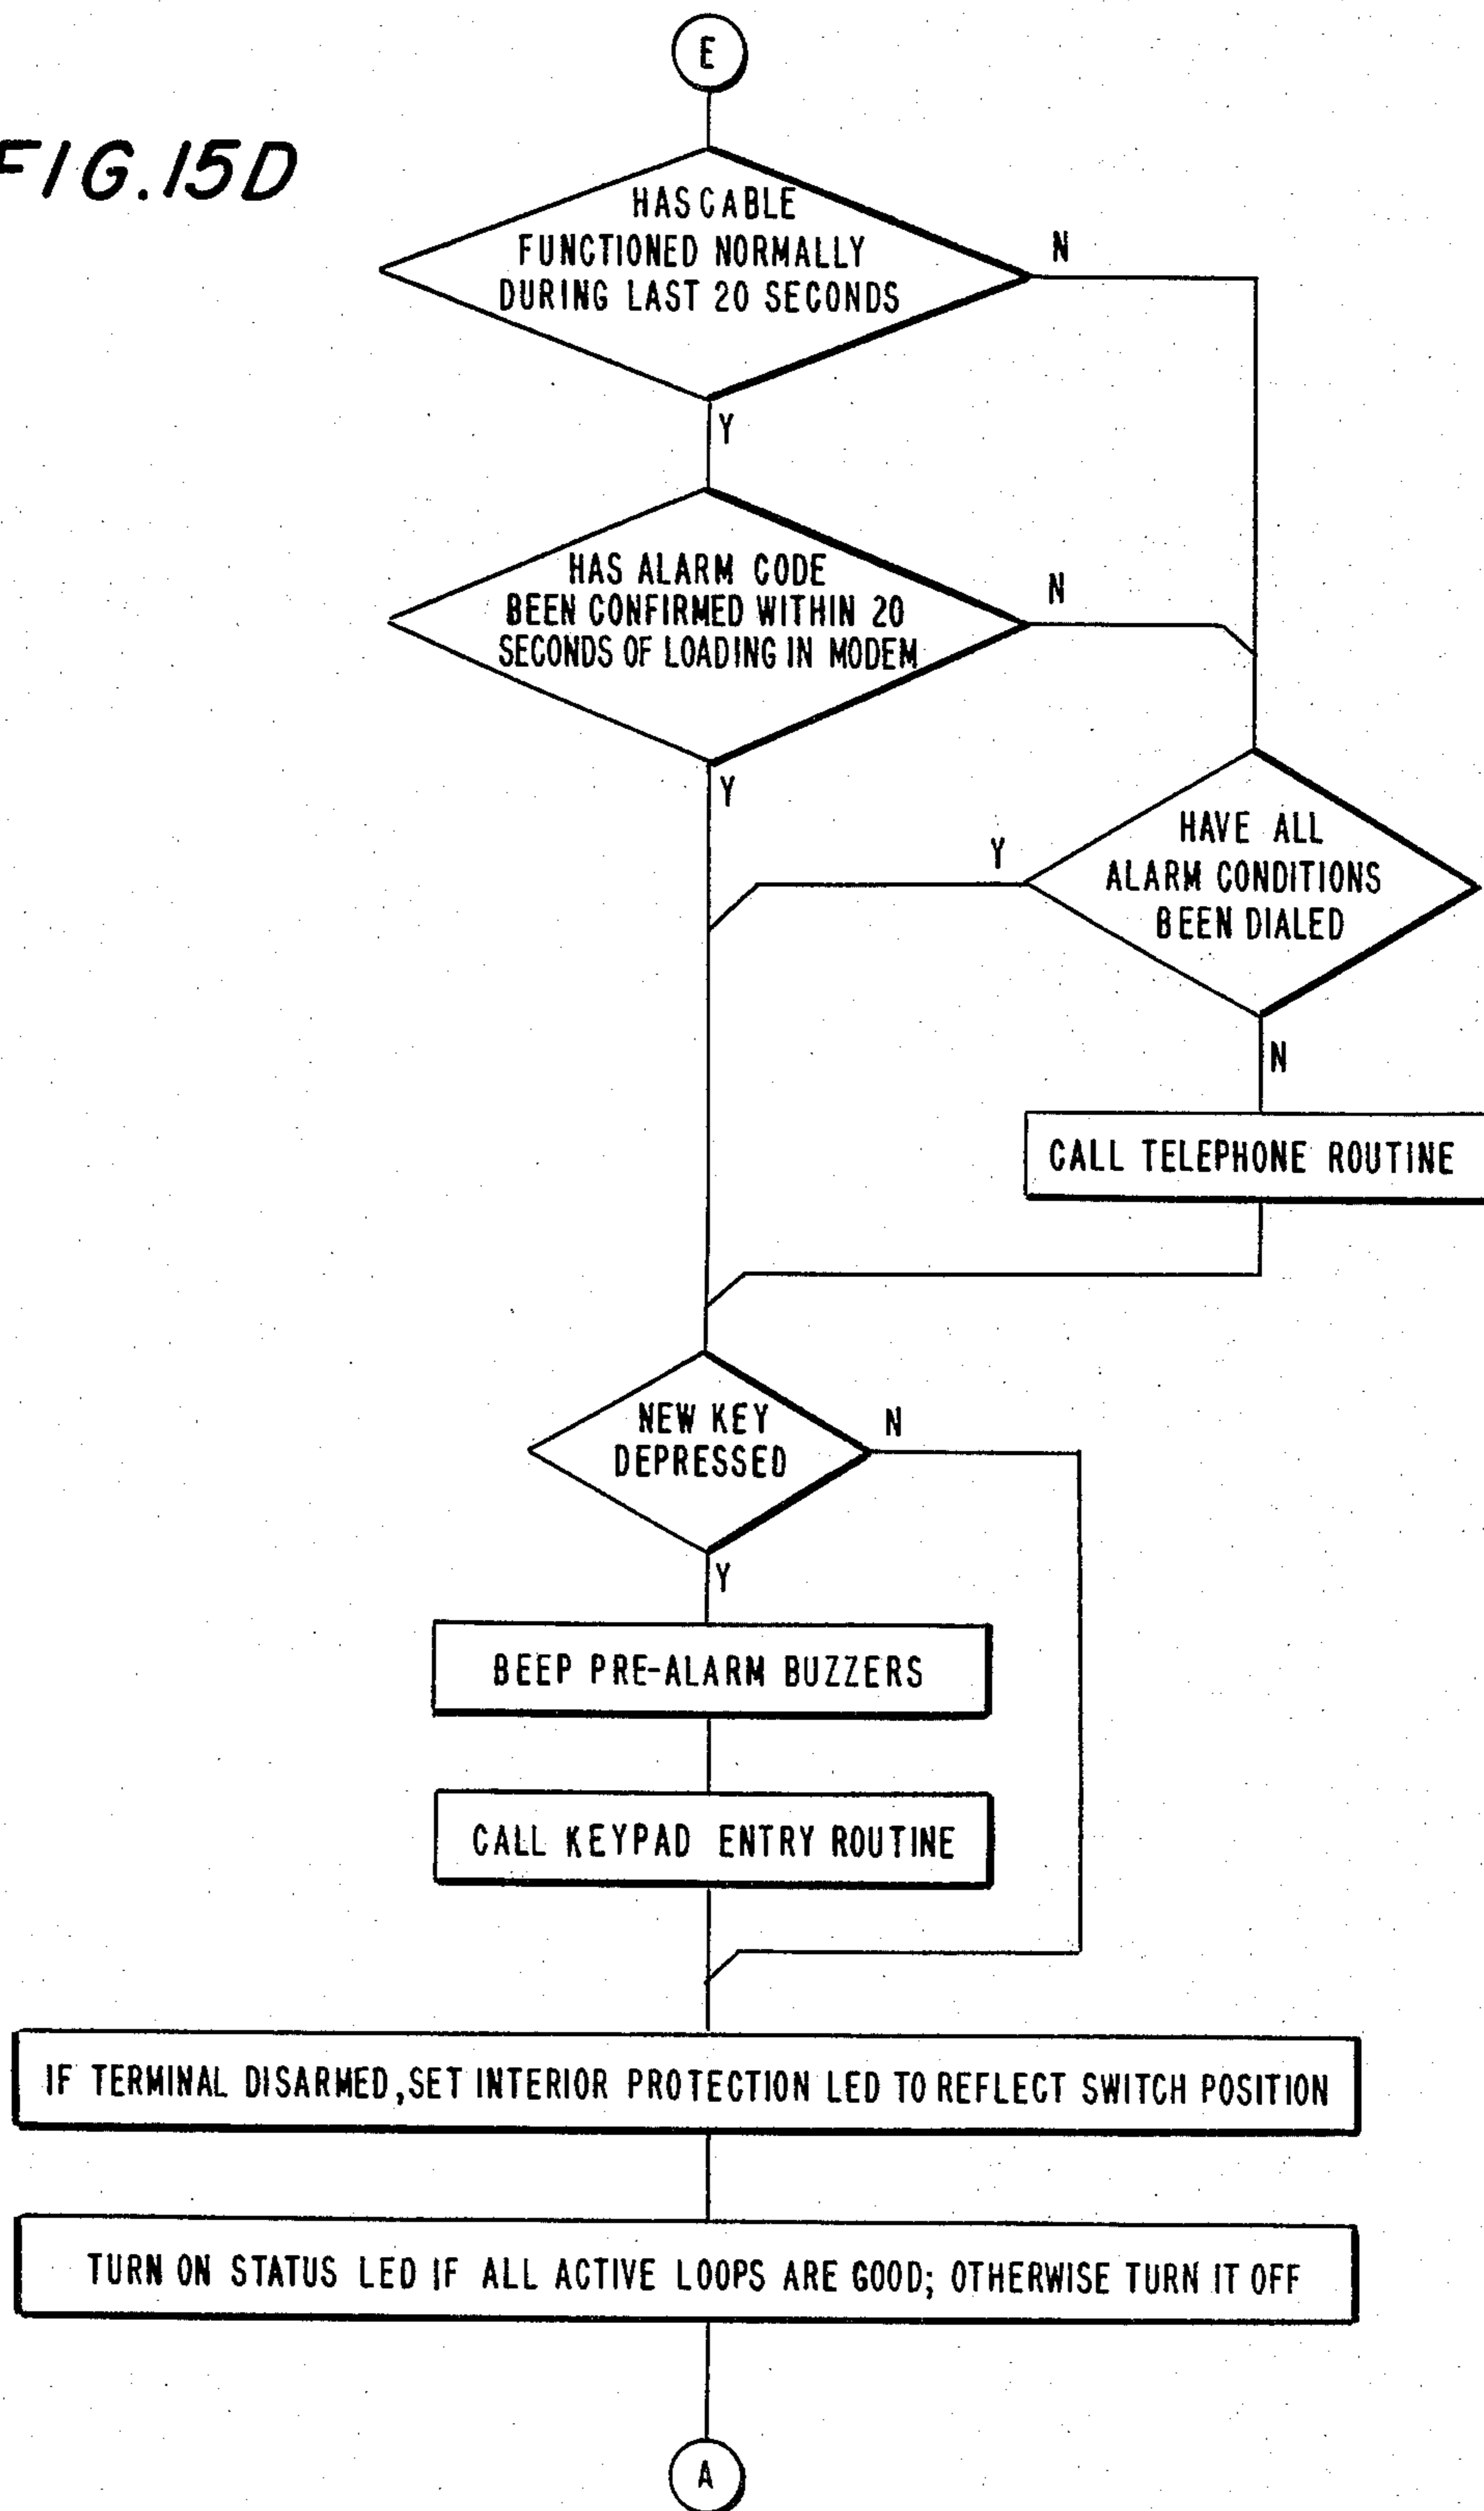 E
FIG.15D
HAS CABLE
FUNCTIONED NORMALLY
DURING LAST 20 SECONDS
N
Y
HAS ALARM CODE
BEEN CONFIRMED WITHIN 20
SECONDS OF LOADING IN MODEM
N
Y
HAVE ALL
ALARM CONDITIONS
BEEN DIALED
Y
N
CALL TELEPHONE ROUTINE
NEW KEY
DEPRESSED
N
Y
BEEP PRE-ALARM BUZZERS
CALL KEYPAD ENTRY ROUTINE
IF TERMINAL DISARMED, SET INTERIOR PROTECTION LED TO REFLECT SWITCH POSITION
TURN ON STATUS LED IF ALL ACTIVE LOOPS ARE GOOD; OTHERWISE TURN IT OFF
A